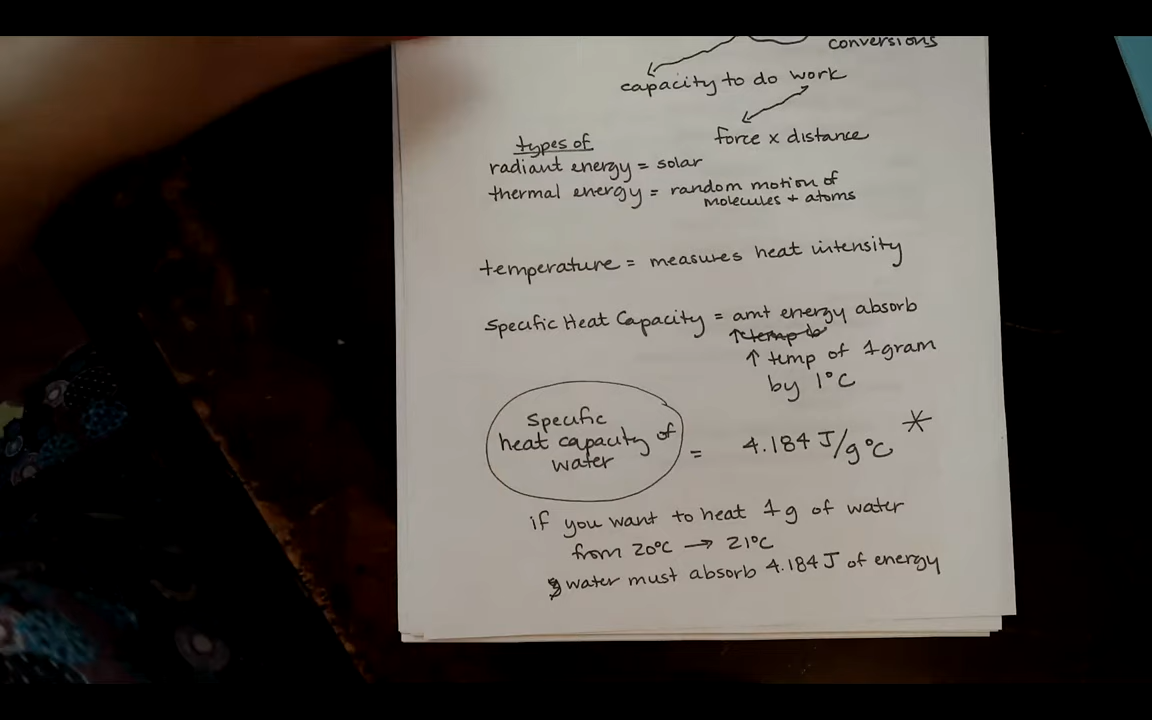 conversions
capacity to do work
force x distance
types of
radiant energy = solar
thermal energy = random motion of
molecules + atoms
temperature = measures heat intensity
Specific Heat Capacity = amt energy absorb
↑ temp b
↑ temp of 1 gram
by 1°C
Specific
heat capacity of
water
= 4.184 J/g°C *
if you want to heat 1g of water
from 20°C → 21°C
water must absorb 4.184 J of energy